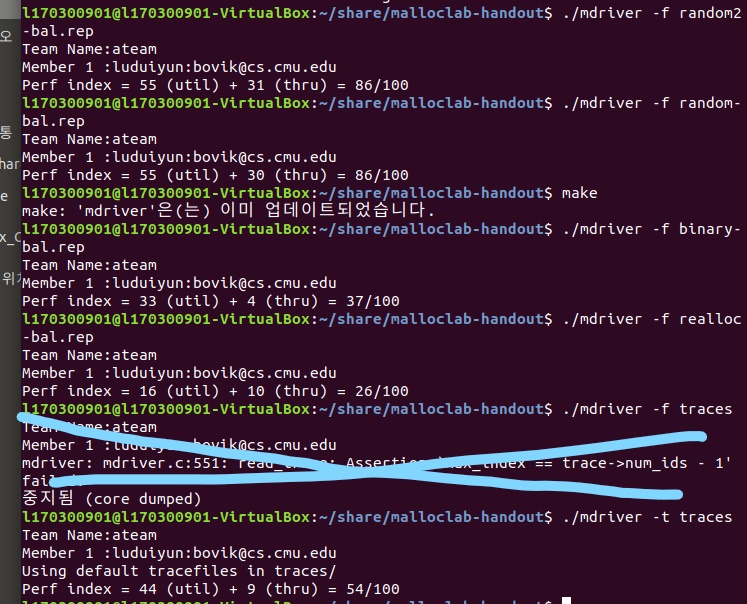 l170300901@l170300901-VirtualBox:~/share/malloclab-handout$ ./mdriver -f random2
-bal.rep
Team Name:ateam
Member 1 :luduiyun:bovik@cs.cmu.edu
Perf index = 55 (util) + 31 (thru) = 86/100
l170300901@l170300901-VirtualBox:~/share/malloclab-handout$ ./mdriver -f random-
bal.rep
Team Name:ateam
Member 1 :luduiyun:bovik@cs.cmu.edu
Perf index = 55 (util) + 30 (thru) = 86/100
l170300901@l170300901-VirtualBox:~/share/malloclab-handout$ make
make: 'mdriver'은(는) 이미 업데이트되었습니다.
l170300901@l170300901-VirtualBox:~/share/malloclab-handout$ ./mdriver -f binary-
bal.rep
Team Name:ateam
Member 1 :luduiyun:bovik@cs.cmu.edu
Perf index = 33 (util) + 4 (thru) = 37/100
l170300901@l170300901-VirtualBox:~/share/malloclab-handout$ ./mdriver -f realloc
-bal.rep
Team Name:ateam
Member 1 :luduiyun:bovik@cs.cmu.edu
Perf index = 16 (util) + 10 (thru) = 26/100
l170300901@l170300901-VirtualBox:~/share/malloclab-handout$ ./mdriver -f traces
Team Name:ateam
Member 1 :luduiyun:bovik@cs.cmu.edu
mdriver: mdriver.c:551: == trace->num_ids - 1'
중지됨 (core dumped)
l170300901@l170300901-VirtualBox:~/share/malloclab-handout$ ./mdriver -t traces
Team Name:ateam
Member 1 :luduiyun:bovik@cs.cmu.edu
Using default tracefiles in traces/
Perf index = 44 (util) + 9 (thru) = 54/100
l170300901@l170300901-VirtualBox:~/share/malloclab-handout$
오
통
har
e
x_C